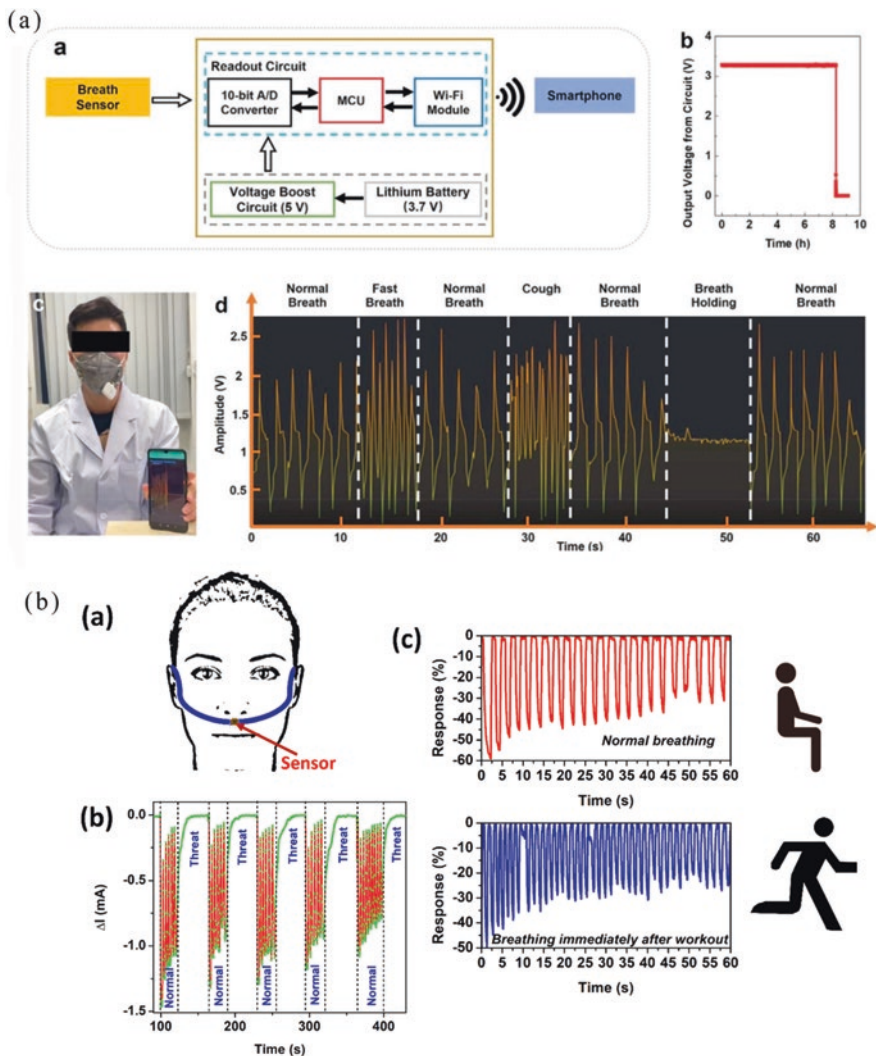 (a)
a
Breath
Sensor
Readout Circuit
10-bit A/D
Converter
MCU
Wi-Fi
Module
Smartphone
Voltage Boost
Circuit (5 V)
Lithium Battery
(3.7 V)
b
Output Voltage from Circuit (V)
4
3
2
1
0
0 2 4 6 8 10
Time (h)
c
d
Normal
Breath
Fast
Breath
Normal
Breath
Cough
Normal
Breath
Breath
Holding
Normal
Breath
Amplitude (V)
2.5
2
1.5
1
0.5
0 10 20 30 40 50 60
Time (s)
(b)
(a)
Sensor
(b)
ΔI (mA)
0.0
-0.5
-1.0
-1.5
Threat Threat Threat Threat Threat
Normal Normal Normal Normal Normal
100 200 300 400
Time (s)
(c)
Response (%)
0
-10
-20
-30
-40
-50
-60
Normal breathing
0 5 10 15 20 25 30 35 40 45 50 55 60
Time (s)
Response (%)
0
-10
-20
-30
-40
-50
Breathing immediately after workout
0 5 10 15 20 25 30 35 40 45 50 55 60
Time (s)